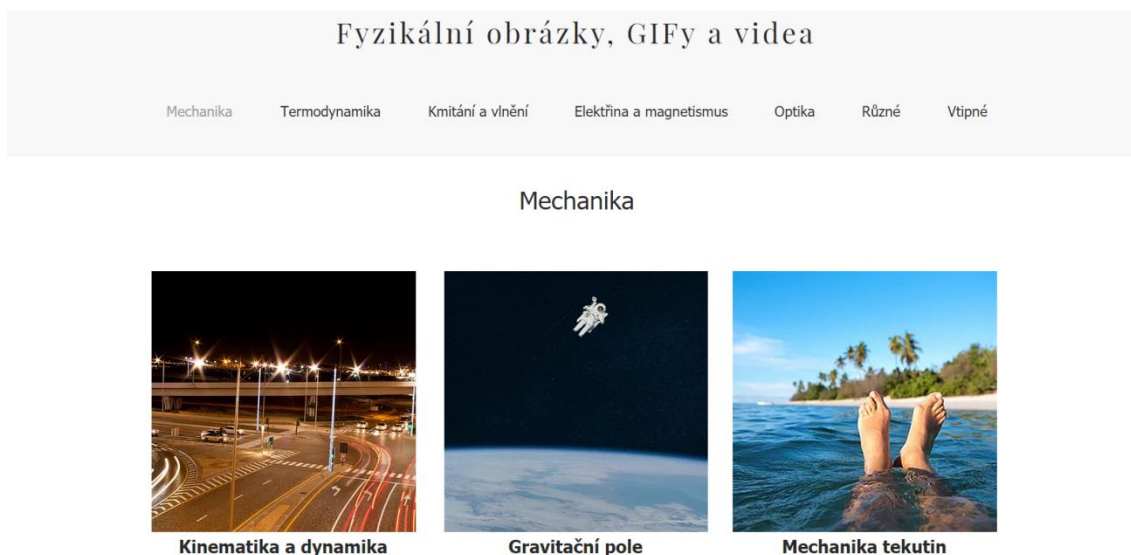 Fyzikální obrázky, GIFy a videa
Mechanika Termodynamika Kmitání a vlnění Elektřina a magnetismus Optika Různé Vtipné
Mechanika
Kinematika a dynamika Gravitační pole Mechanika tekutin